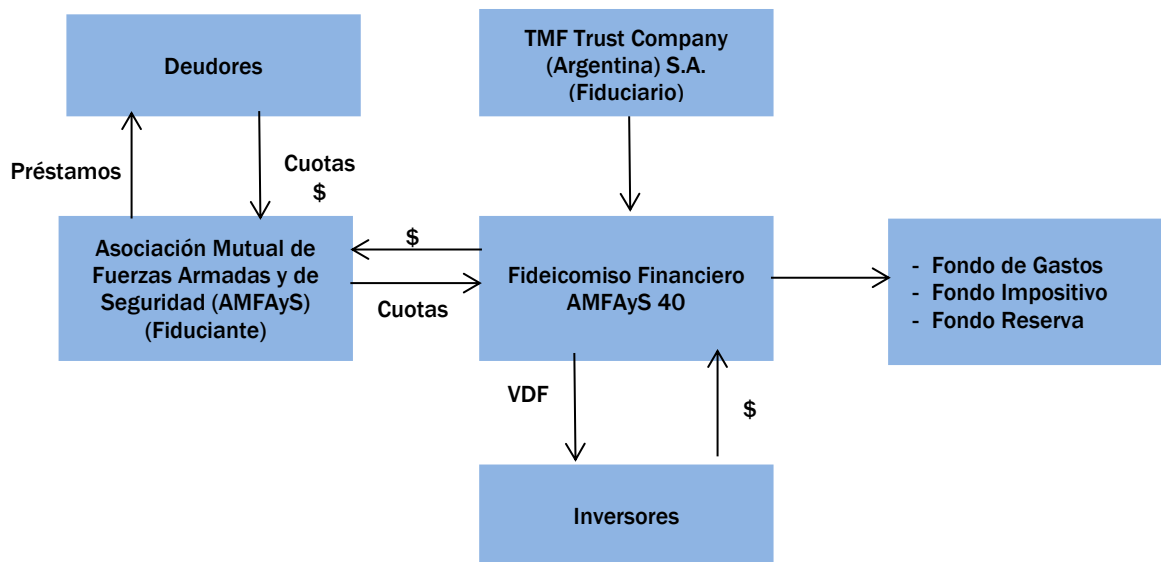 Deudores
TMF Trust Company
(Argentina) S.A.
(Fiduciario)
Préstamos
Cuotas
$
Asociación Mutual de
Fuerzas Armadas y de
Seguridad (AMFAyS)
(Fiduciante)
$
Cuotas
Fideicomiso Financiero
AMFAyS 40
- Fondo de Gastos
- Fondo Impositivo
- Fondo Reserva
VDF
$
Inversores